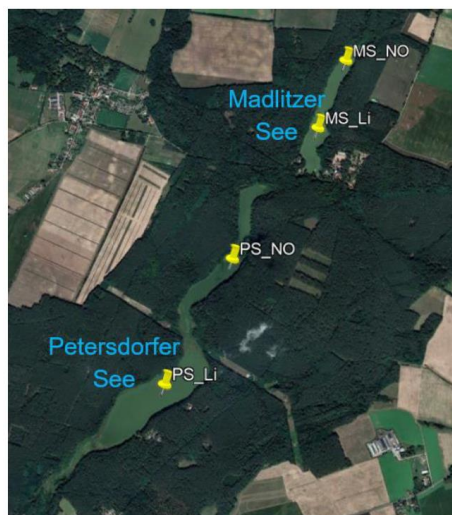 MS_NO
Madlitzer
See
MS_Li
PS_NO
Petersdorfer
See
PS_Li